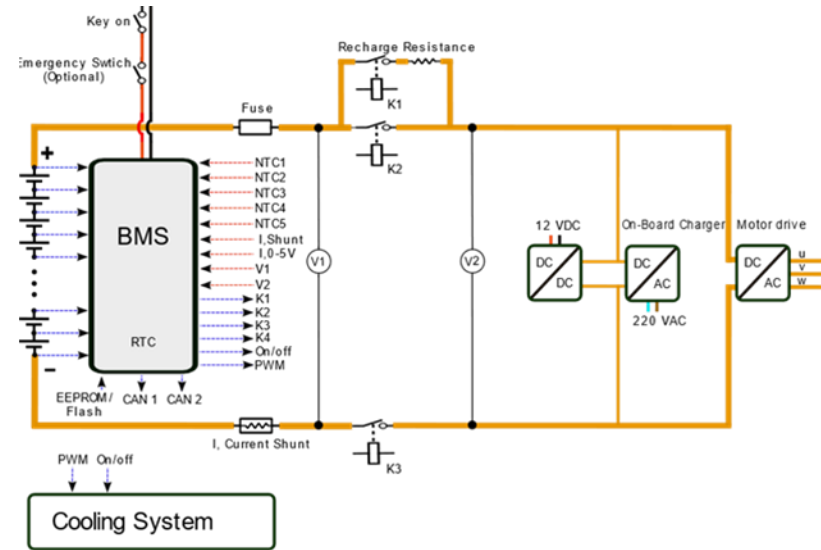 Key on
Emergency Swtich
(Optional)
Recharge Resistance
K1
Fuse
K2
+
NTC1
NTC2
NTC3
NTC4
NTC5
I,Shunt
I,0-5V
V1
V2
K1
K2
K3
K4
On/off
PWM
BMS
RTC
-
V1
V2
12 VDC
On-Board Charger
Motor drive
DC
DC
DC
AC
DC
AC
u
v
w
220 VAC
EEPROM/
Flash
CAN 1
CAN 2
I, Current Shunt
K3
PWM
On/off
Cooling System